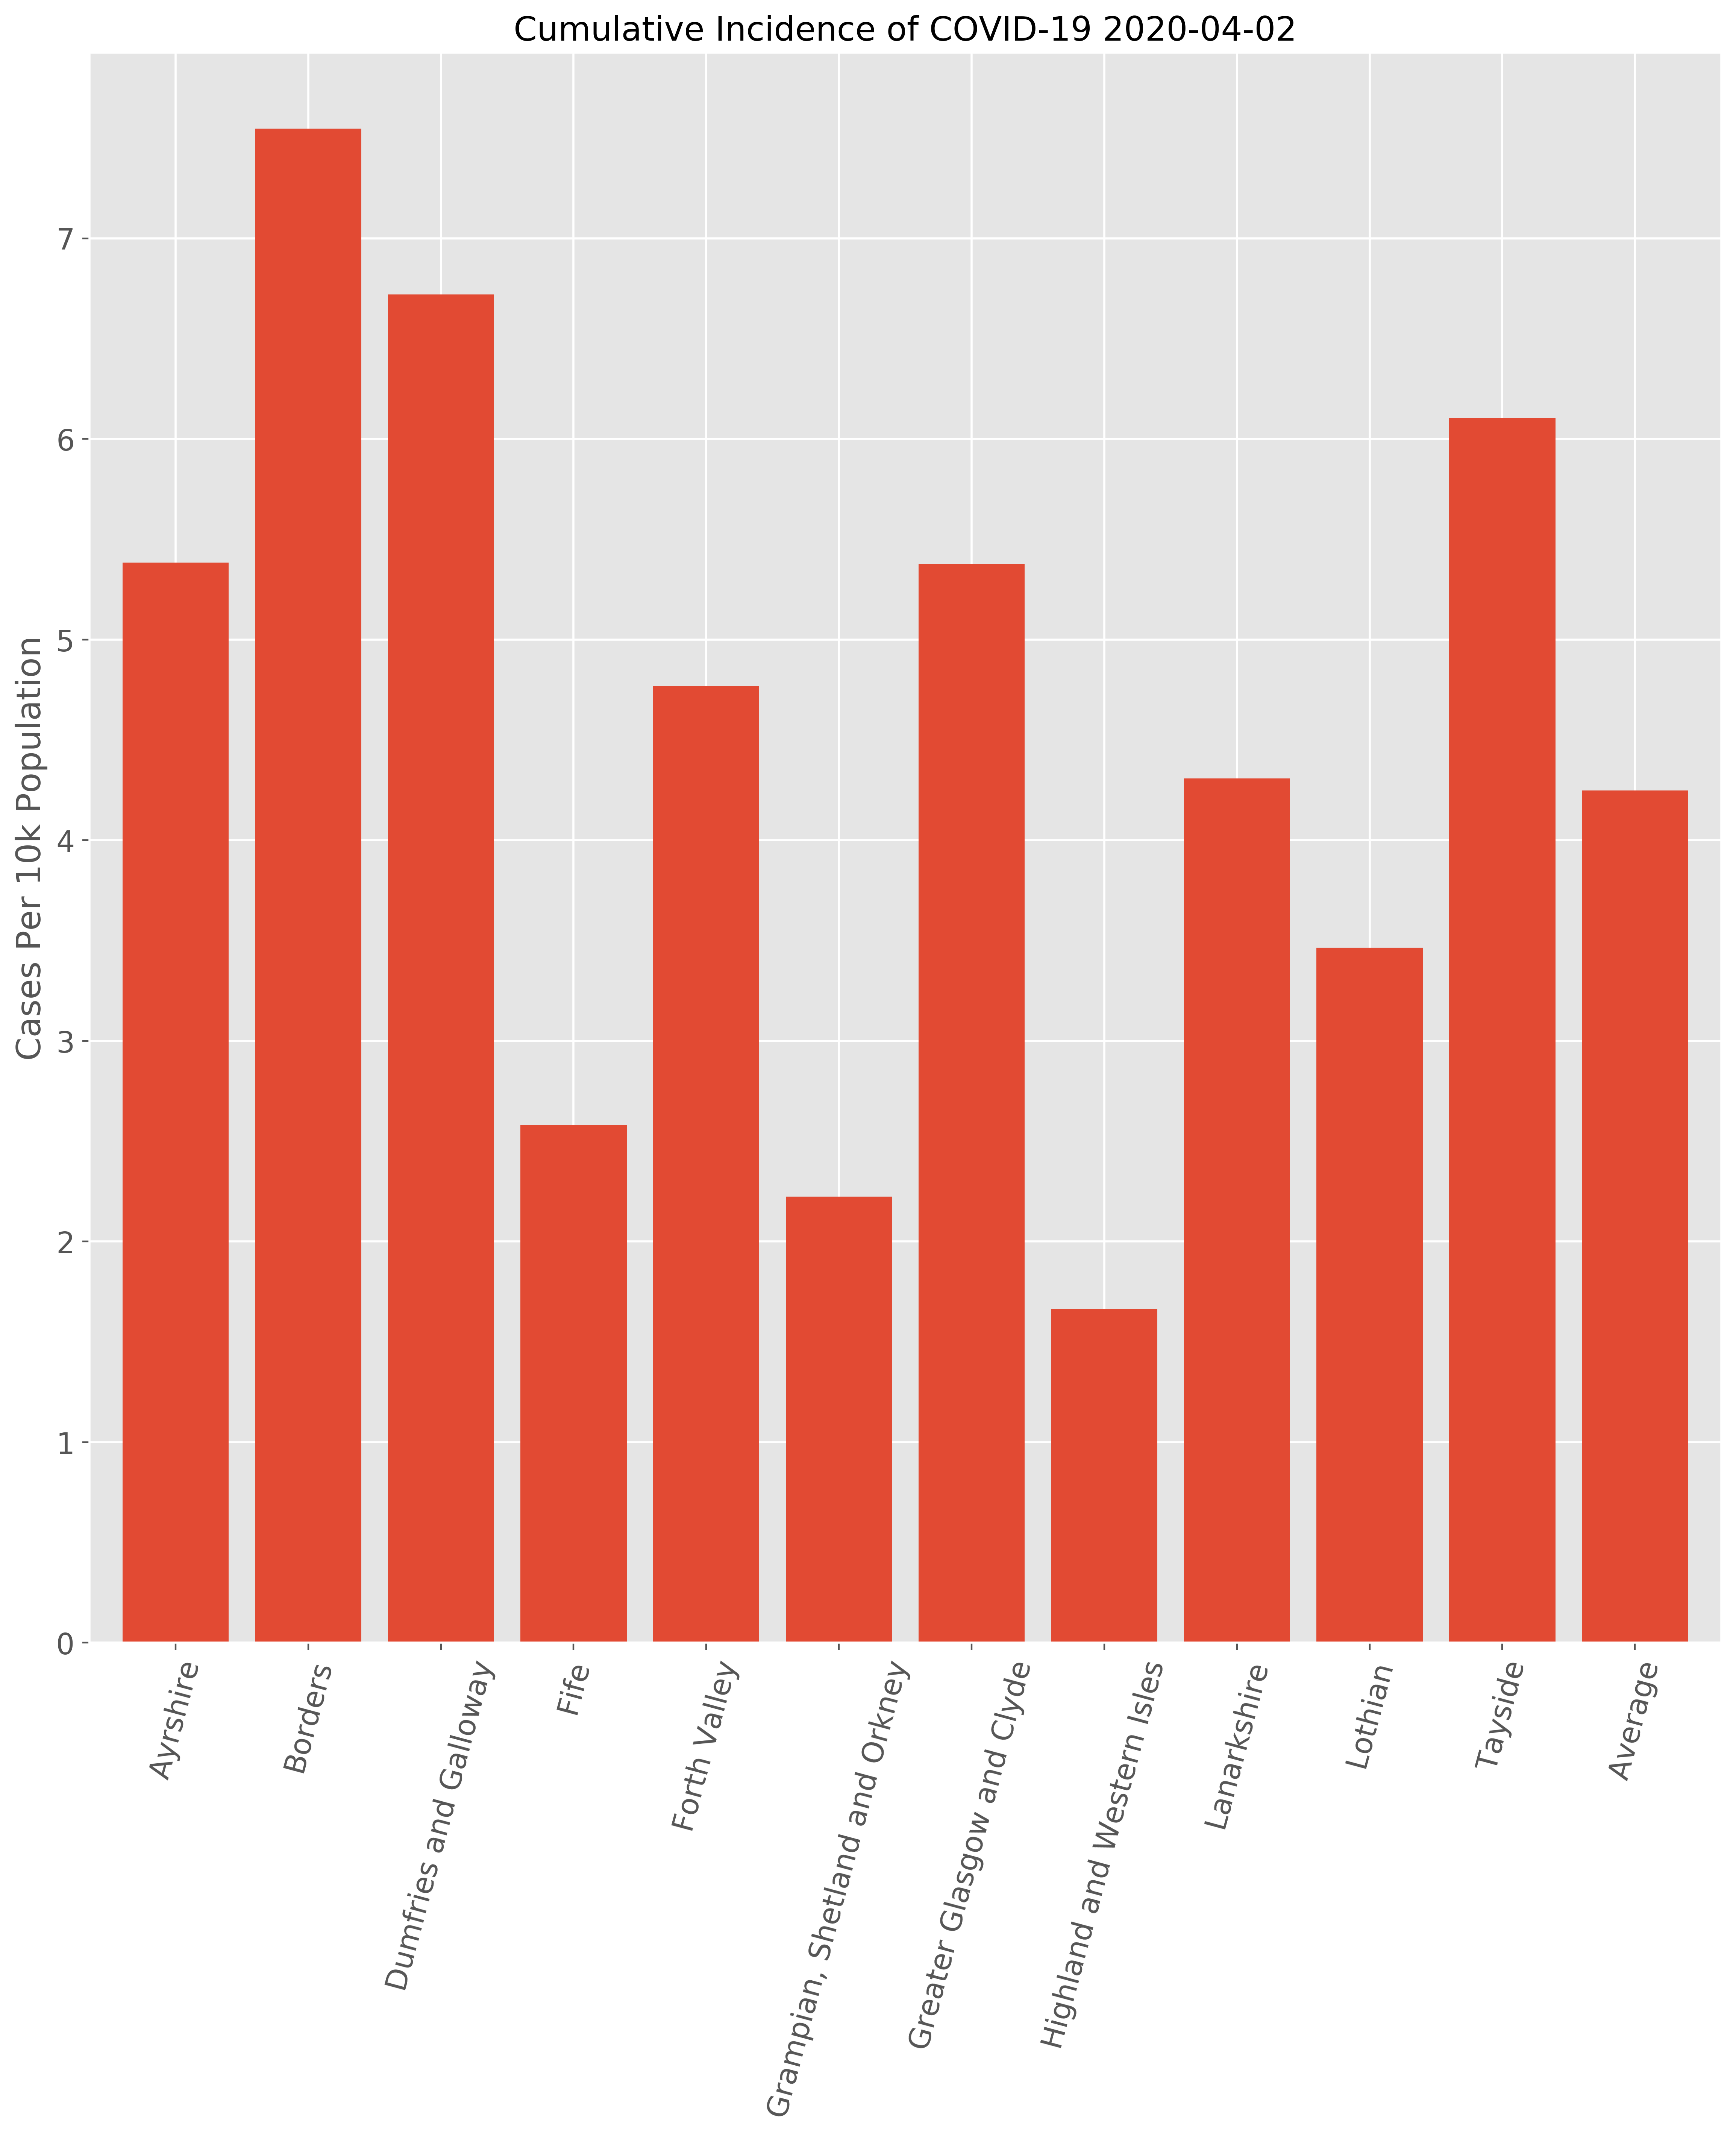 Cumulative Incidence of COVID-19 2020-04-02
Cases Per 10k Population
7
6
5
4
3
2
1
0
Ayrshire
Borders
Dumfries and Galloway
Fife
Forth Valley
Grampian, Shetland and Orkney
Greater Glasgow and Clyde
Highland and Western Isles
Lanarkshire
Lothian
Tayside
Average